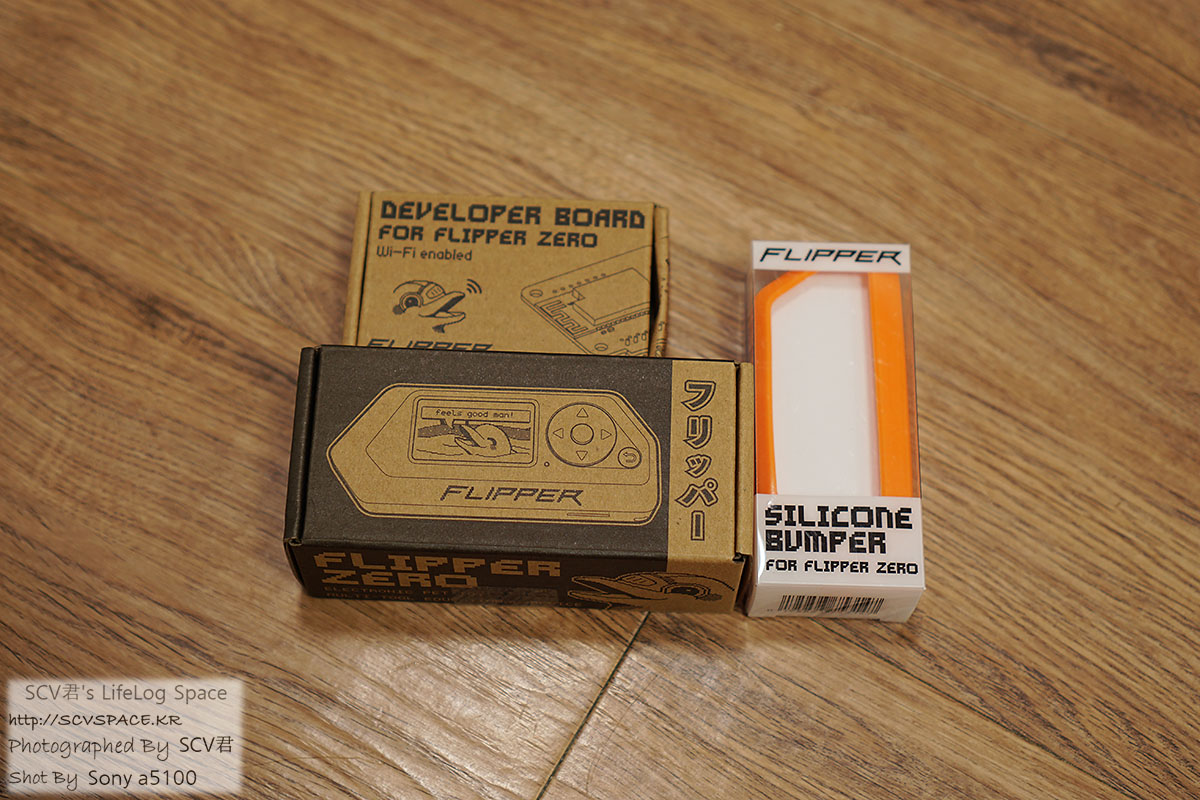 DEVELOPER BOARD
FOR FLIPPER ZERO
Wi-Fi enabled
FLIPPER
feels good man!
FLIPPER
フリッパー
FLIPPER
ZERO
ELECTRONIC PET
FLIPPER
SILICONE
BUMPER
FOR FLIPPER ZERO
SCV君's LifeLog Space
http://SCVSPACE.KR
Photographed By SCV君
Shot By Sony a5100